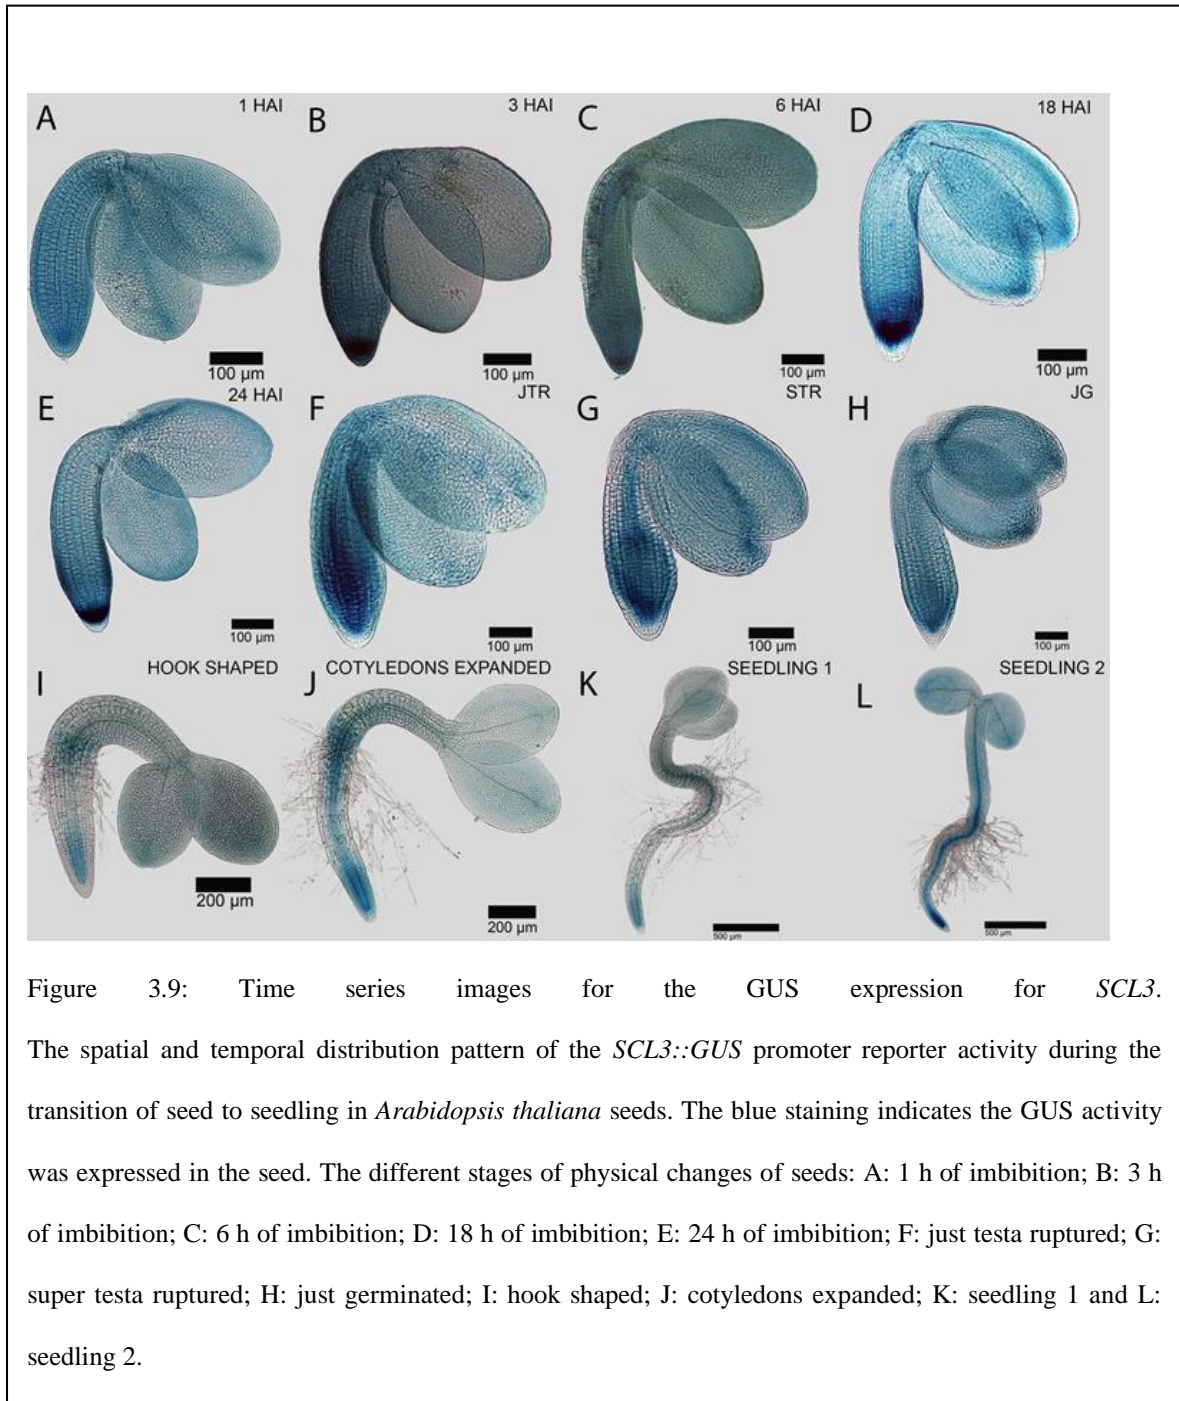 A 1 HAI B 3 HAI C 6 HAI D 18 HAI
100 µm 100 µm 100 µm 100 µm
E 24 HAI F JTR G STR H JG
100 µm 100 µm 100 µm 100 µm
I HOOK SHAPED J COTYLEDONS EXPANDED K SEEDLING 1 L SEEDLING 2
200 µm 200 µm 500 µm 500 µm
Figure 3.9: Time series images for the GUS expression for SCL3.
The spatial and temporal distribution pattern of the SCL3::GUS promoter reporter activity during the
transition of seed to seedling in Arabidopsis thaliana seeds. The blue staining indicates the GUS activity
was expressed in the seed. The different stages of physical changes of seeds: A: 1 h of imbibition; B: 3 h
of imbibition; C: 6 h of imbibition; D: 18 h of imbibition; E: 24 h of imbibition; F: just testa ruptured; G:
super testa ruptured; H: just germinated; I: hook shaped; J: cotyledons expanded; K: seedling 1 and L:
seedling 2.